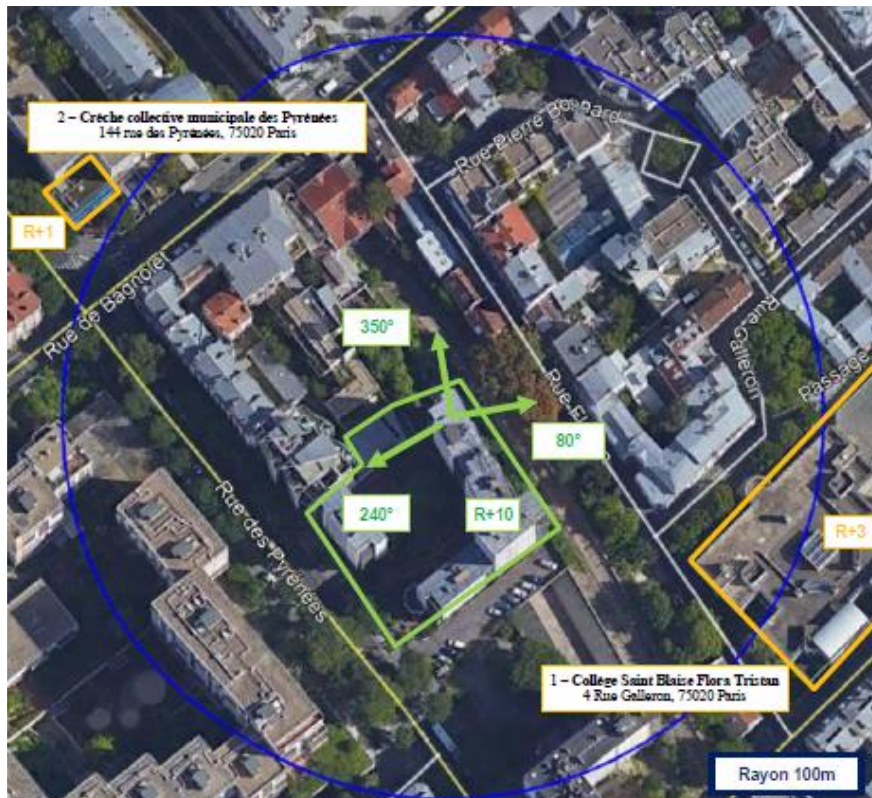 2 – Crèche collective municipale des Pyrénées
144 rue des Pyrénées, 75020 Paris
R+1
Rue de Bagnolet
Rue Pierre Bonnard
350°
80°
240°
R+10
Rue des Pyrénées
Rue
Rue Galleron
Passage
R+3
1 – Collège Saint Blaise Flora Tristan
4 Rue Galleron, 75020 Paris
Rayon 100m